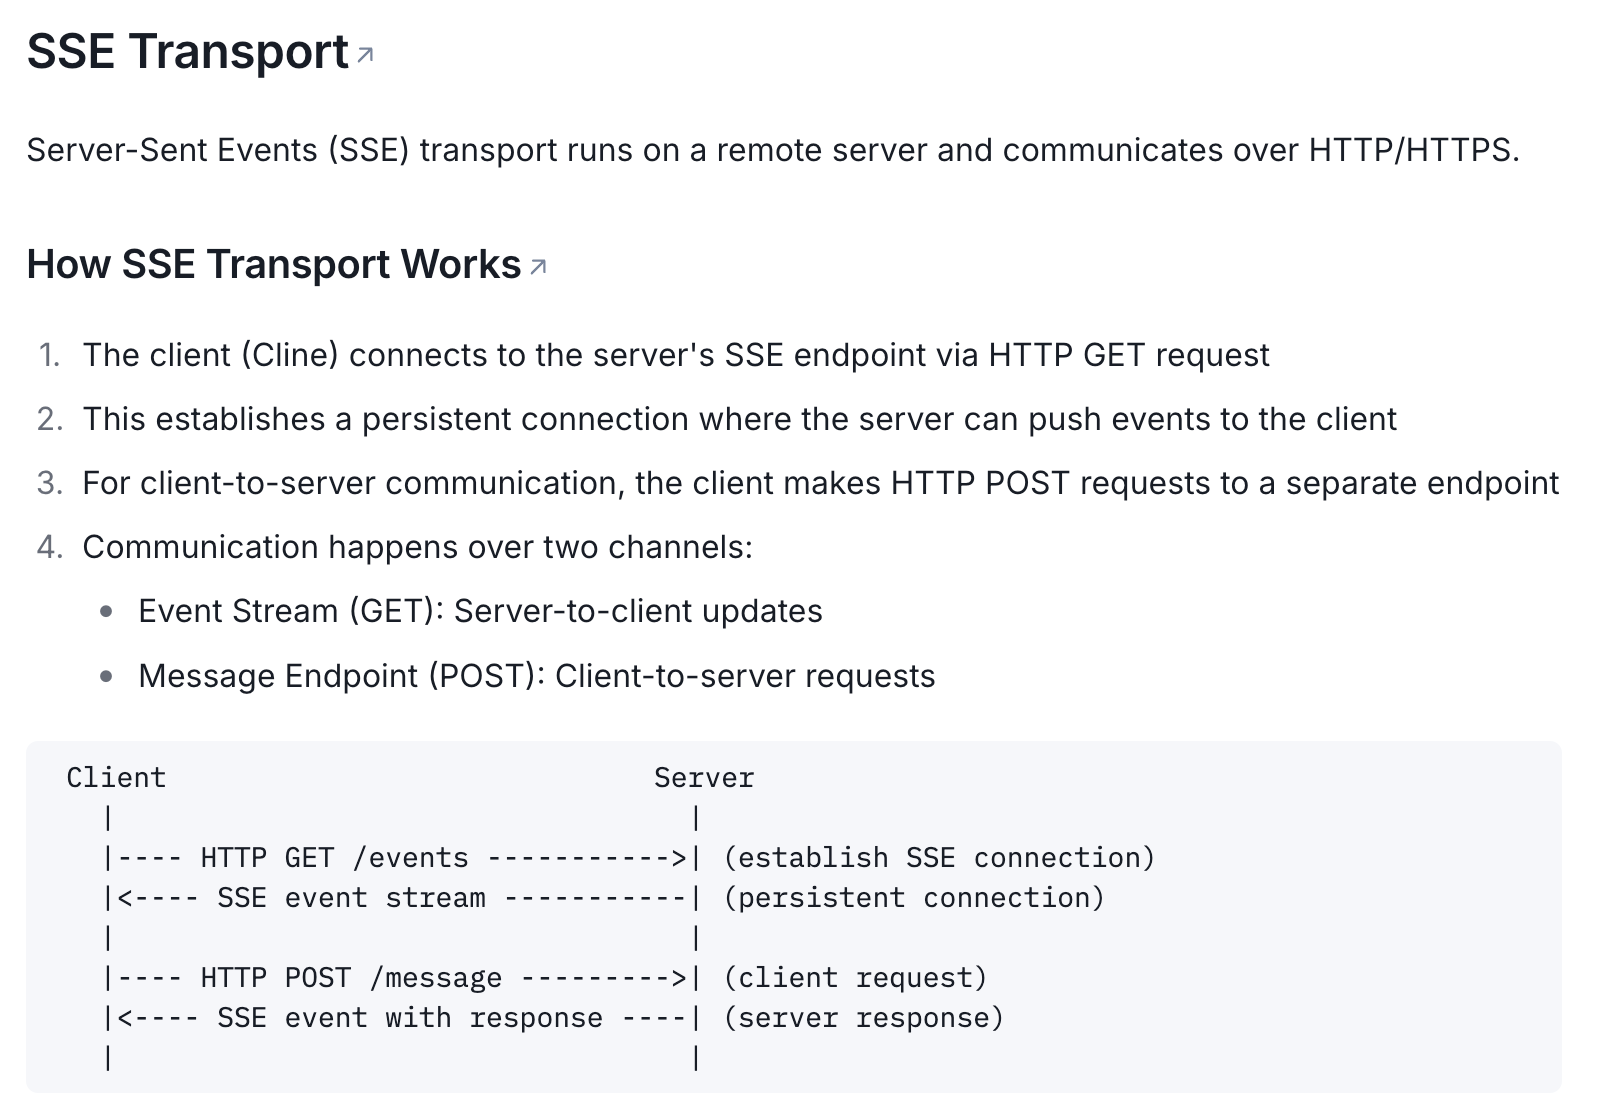 SSE Transport
Server-Sent Events (SSE) transport runs on a remote server and communicates over HTTP/HTTPS.
How SSE Transport Works
1. The client (Cline) connects to the server's SSE endpoint via HTTP GET request
2. This establishes a persistent connection where the server can push events to the client
3. For client-to-server communication, the client makes HTTP POST requests to a separate endpoint
4. Communication happens over two channels:
• Event Stream (GET): Server-to-client updates
• Message Endpoint (POST): Client-to-server requests
Client                             Server
  |                                  |
  |---- HTTP GET /events ----------->| (establish SSE connection)
  |<---- SSE event stream -----------| (persistent connection)
  |                                  |
  |---- HTTP POST /message --------->| (client request)
  |<---- SSE event with response ----| (server response)
  |                                  |